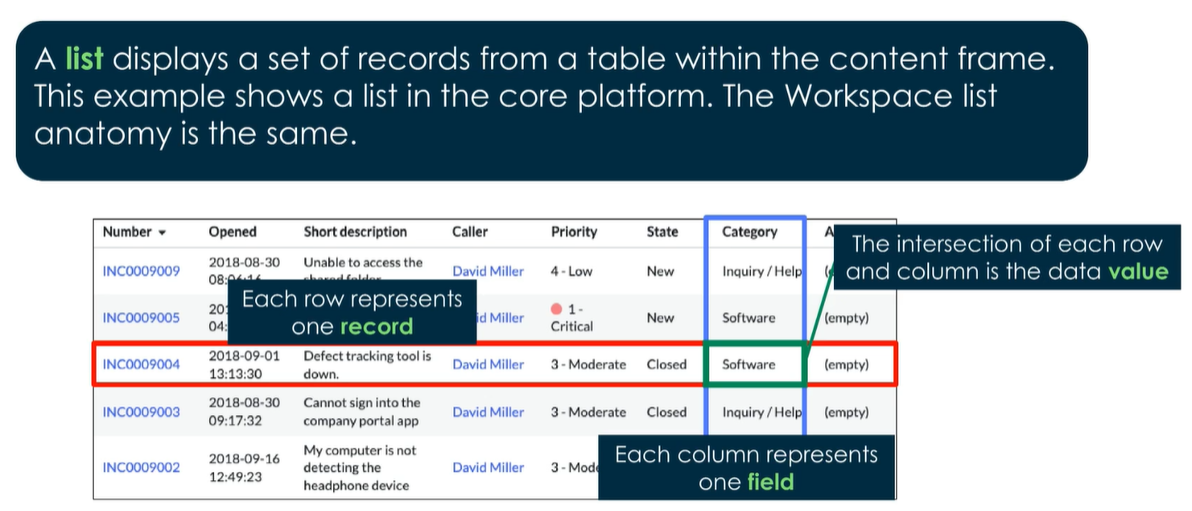 A list displays a set of records from a table within the content frame.
This example shows a list in the core platform. The Workspace list
anatomy is the same.
Number Opened Short description Caller Priority State Category
The intersection of each row
and column is the data value
INC0009009 2018-08-30 Unable to access the David Miller 4 - Low New Inquiry / Help
Each row represents
one record
INC0009005 Miller 1 - New Software (empty)
Critical
INC0009004 2018-09-01 Defect tracking tool is David Miller 3 - Moderate Closed Software (empty)
13:13:30 down.
INC0009003 2018-08-30 Cannot sign into the David Miller 3 - Moderate Closed Inquiry / Help (empty)
09:17:32 company portal app
INC0009002 2018-09-16 My computer is not David Miller 3 -
12:49:23 detecting the
headphone device
Each column represents
one field